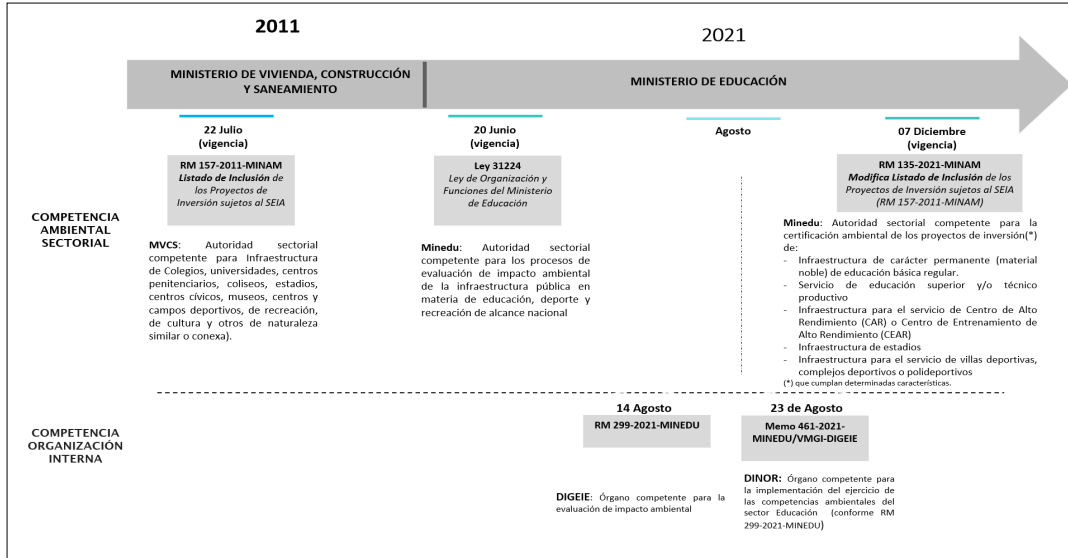 2011
2021
MINISTERIO DE VIVIENDA, CONSTRUCCIÓN
Y SANEAMIENTO
MINISTERIO DE EDUCACIÓN
COMPETENCIA
AMBIENTAL
SECTORIAL
22 Julio
(vigencia)
RM 157-2011-MINAM
Listado de Inclusión de
los Proyectos de
Inversión sujetos al SEIA
MVCS: Autoridad sectorial
competente para Infraestructura
de Colegios, universidades, centros
penitenciarios, coliseos, estadios,
centros cívicos, museos, centros y
campos deportivos, de recreación,
de cultura y otros de naturaleza
similar o conexa).
20 Junio
(vigencia)
Ley 31224
Ley de Organización y
Funciones del Ministerio
de Educación
Minedu: Autoridad sectorial
competente para los procesos de
evaluación de impacto ambiental
de la infraestructura pública en
materia de educación, deporte y
recreación de alcance nacional
Agosto
07 Diciembre
(vigencia)
RM 135-2021-MINAM
Modifica Listado de Inclusión de los
Proyectos de Inversión sujetos al SEIA
(RM 157-2011-MINAM)
Minedu: Autoridad sectorial competente para la
certificación ambiental de los proyectos de inversión(*)
de:
- Infraestructura de carácter permanente (material
noble) de educación básica regular.
- Servicio de educación superior y/o técnico
productivo
- Infraestructura para el servicio de Centro de Alto
Rendimiento (CAR) o Centro de Entrenamiento de
Alto Rendimiento (CEAR)
- Infraestructura de estadios
- Infraestructura para el servicio de villas deportivas,
complejos deportivos o polideportivos
(*) que cumplan determinadas características.
COMPETENCIA
ORGANIZACIÓN
INTERNA
14 Agosto
RM 299-2021-MINEDU
DIGEIE: Órgano competente para la
evaluación de impacto ambiental
23 de Agosto
Memo 461-2021-
MINEDU/VMGI-DIGEIE
DINOR: Órgano competente para
la implementación del ejercicio de
las competencias ambientales del
sector Educación (conforme RM
299-2021-MINEDU)